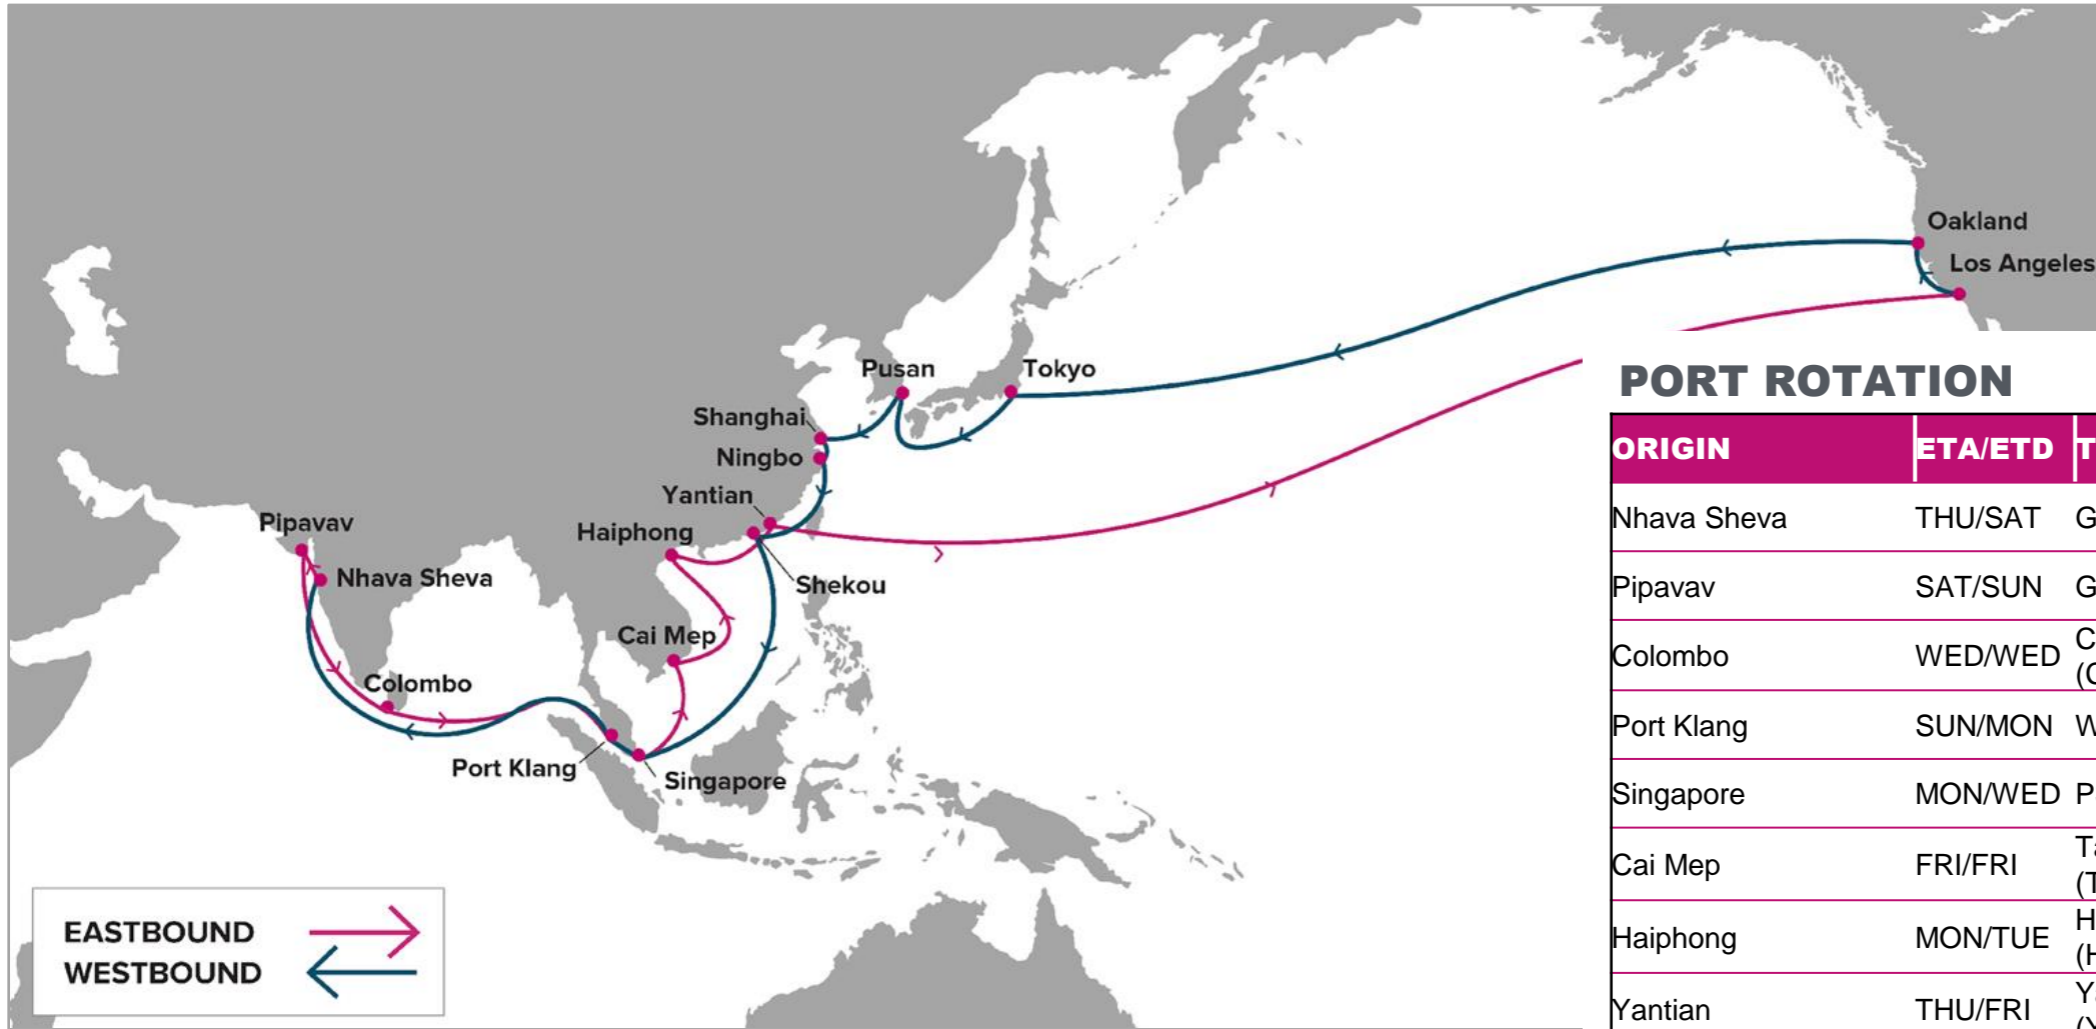 Oakland
Los Angeles
Pusan
Tokyo
Shanghai
Ningbo
Yantian
Pipavav
Haiphong
Nhava Sheva
Shekou
Cai Mep
Colombo
Port Klang
Singapore
EASTBOUND
WESTBOUND
PORT ROTATION
ORIGIN ETA/ETD
Nhava Sheva THU/SAT
Pipavav SAT/SUN
Colombo WED/WED
Port Klang SUN/MON
Singapore MON/WED
Cai Mep FRI/FRI
Haiphong MON/TUE
Yantian THU/FRI